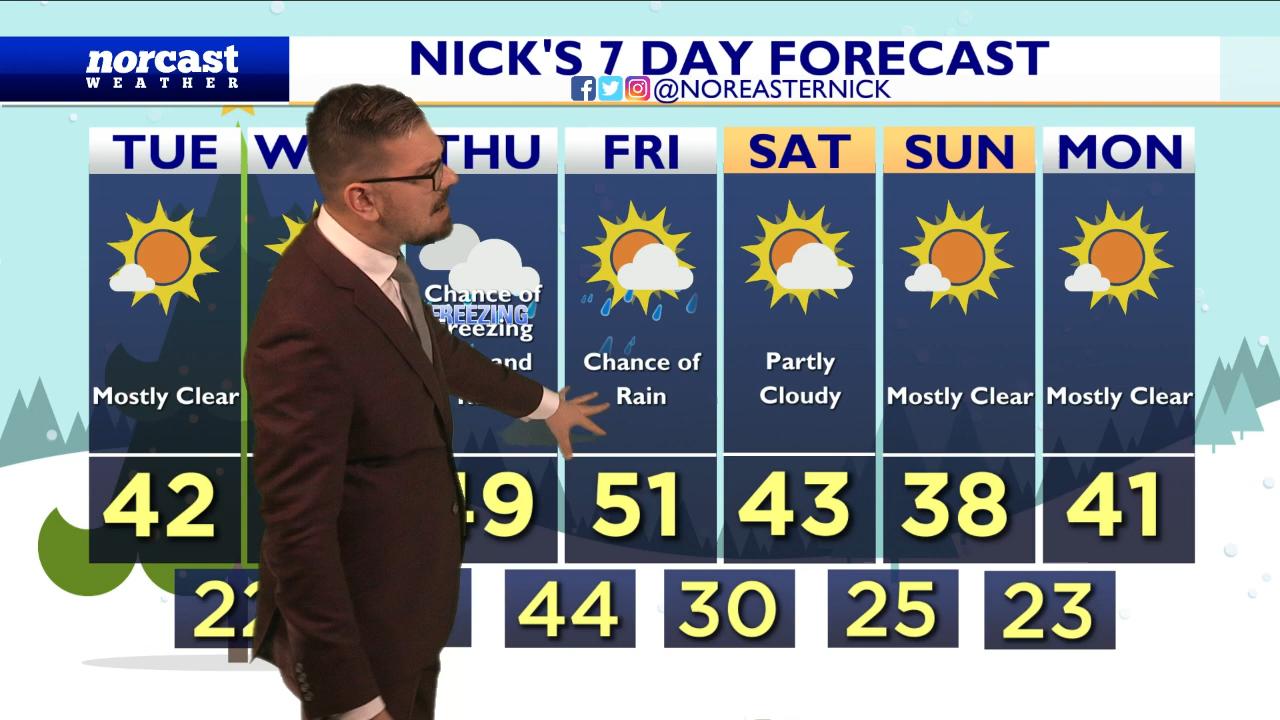 norcast
WEATHER
NICK'S 7 DAY FORECAST
@NOREASTERNICK
TUE
W
THU
FRI
SAT
SUN
MON
Mostly Clear
Chance of
FREEZING
Freezing
and
Chance of
Rain
Partly
Cloudy
Mostly Clear
Mostly Clear
42
49
51
43
38
41
22
44
30
25
23